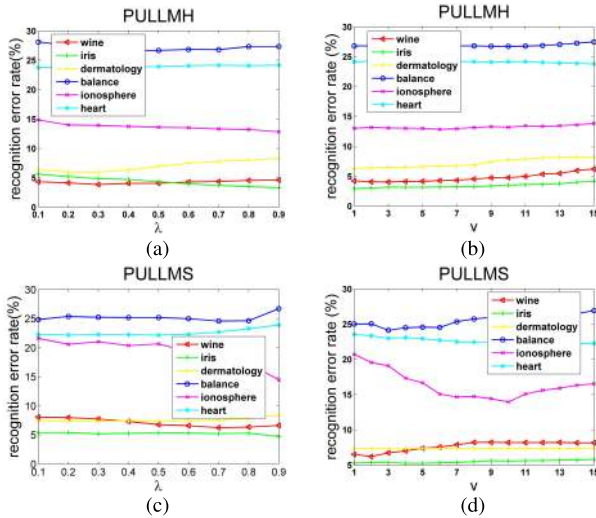 PULLMH
recognition error rate (%)
30
25
20
15
10
5
0
wine
iris
dermatology
balance
ionosphere
heart
0.1 0.2 0.3 0.4 0.5 0.6 0.7 0.8 0.9
λ
(a)
PULLMH
recognition error rate (%)
30
25
20
15
10
5
0
wine
iris
dermatology
balance
ionosphere
heart
1 3 5 7 9 11 13 15
v
(b)
PULLMS
recognition error rate (%)
30
25
20
15
10
5
0
wine
iris
dermatology
balance
ionosphere
heart
0.1 0.2 0.3 0.4 0.5 0.6 0.7 0.8 0.9
λ
(c)
PULLMS
recognition error rate (%)
30
25
20
15
10
5
wine
iris
dermatology
balance
ionosphere
heart
1 3 5 7 9 11 13 15
v
(d)